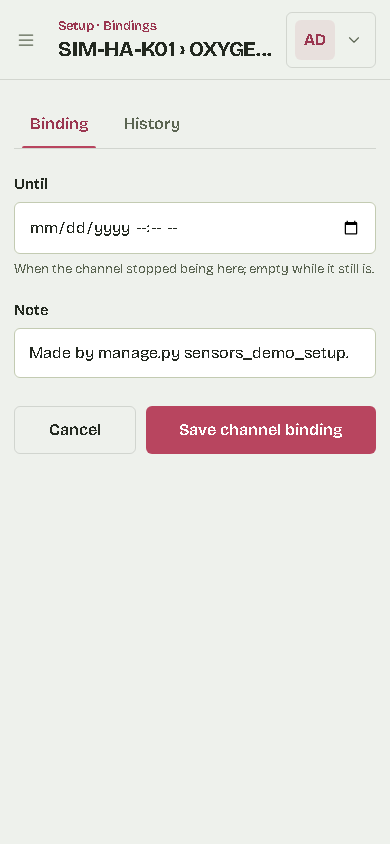 Setup · Bindings
SIM-HA-K01 › OXYGE...
AD
Binding
History
Until
mm/dd/yyyy --:-- --
When the channel stopped being here; empty while it still is.
Note
Made by manage.py sensors_demo_setup.
Cancel
Save channel binding